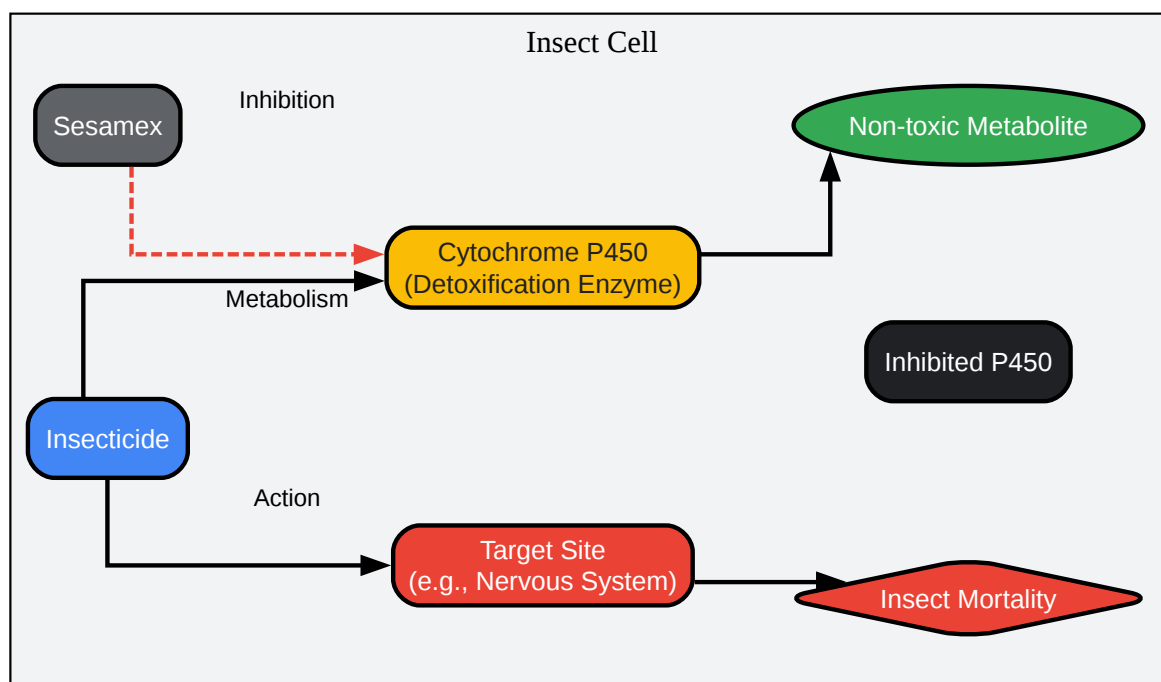 Insect Cell
Sesamex
Inhibition
Non-toxic Metabolite
Cytochrome P450
(Detoxification Enzyme)
Metabolism
Inhibited P450
Insecticide
Action
Target Site
(e.g., Nervous System)
Insect Mortality